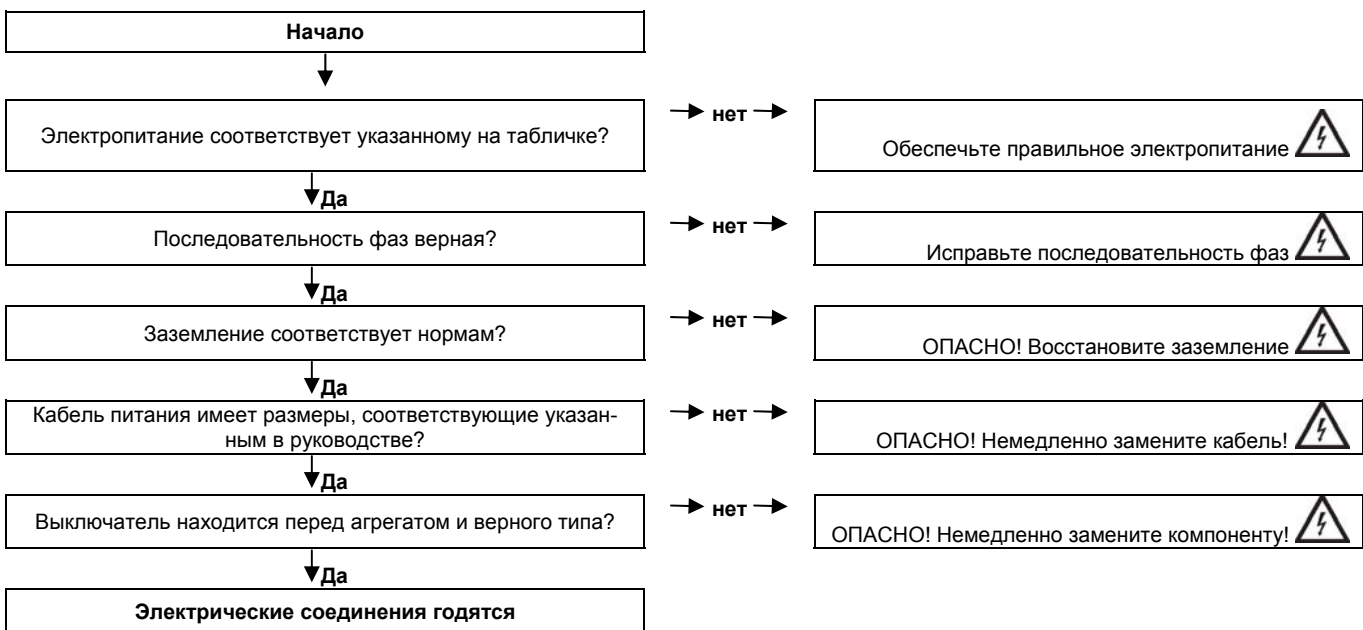 Начало
Электропитание соответствует указанному на табличке?
нет
Обеспечьте правильное электропитание
Да
Последовательность фаз верная?
нет
Исправьте последовательность фаз
Да
Заземление соответствует нормам?
нет
ОПАСНО! Восстановите заземление
Да
Кабель питания имеет размеры, соответствующие указан-
ным в руководстве?
нет
ОПАСНО! Немедленно замените кабель!
Да
Выключатель находится перед агрегатом и верного типа?
нет
ОПАСНО! Немедленно замените компоненту!
Да
Электрические соединения годятся